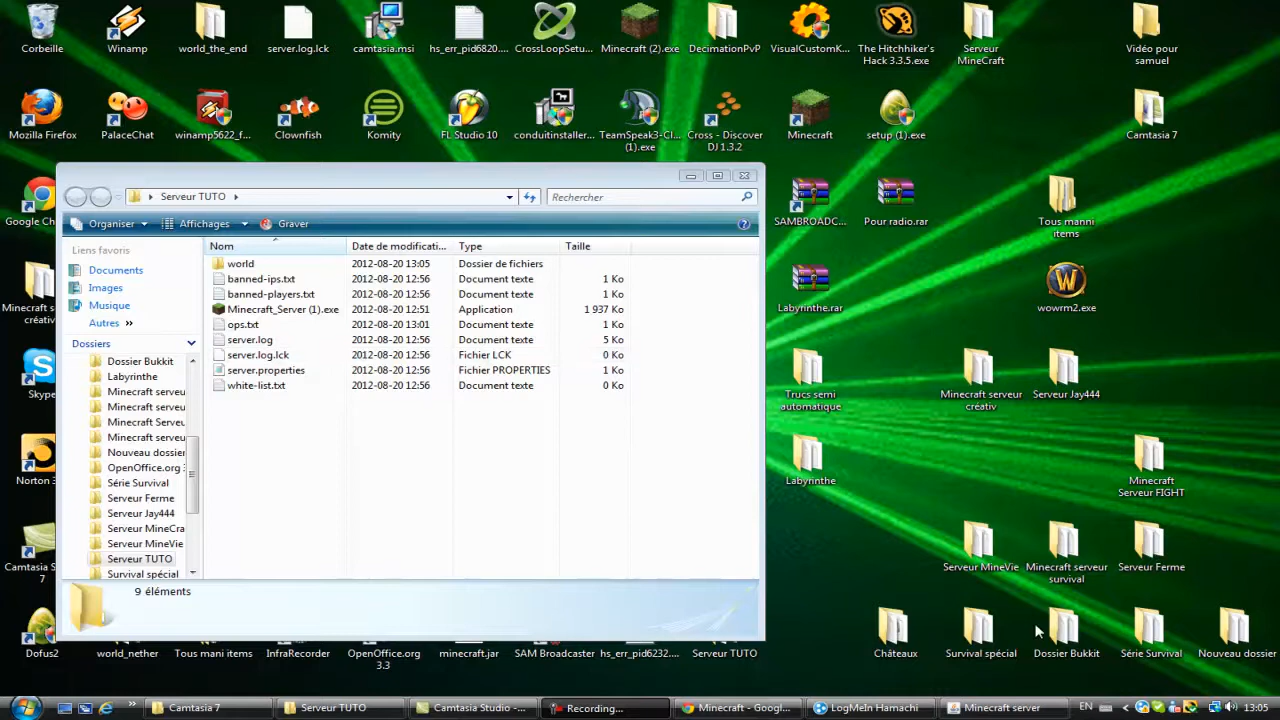 Corbeille
Winamp
world_the_end
server.log.lck
camtasia.msi
hs_err_pid6820....
CrossLoopSetu...
Minecraft (2).exe
DecimationPvP
VisualCustomK...
The Hitchhiker's
Hack 3.3.5.exe
Serveur
MineCraft
Vidéo pour
samuel
Mozilla Firefox
PalaceChat
winamp5622_f...
Clownfish
Komity
FL Studio 10
conduitinstaller...
TeamSpeak3-Cl...
(1).exe
Cross - Discover
DJ 1.3.2
Minecraft
setup (1).exe
Camtasia 7
Google Ch
SAMBROADC...
Pour radio.rar
Tous manni
items
Minecraft s
créativ
Labyrinthe.rar
wowrm2.exe
Skype
Trucs semi
automatique
Minecraft serveur
créatív
Serveur Jay444
Norton 3
Labyrinthe
Minecraft
Serveur FIGHT
Camtasia S
7
Serveur MineVie
Minecraft serveur
survival
Serveur Ferme
Serveur TUTO
Rechercher
Organiser
Affichages
Graver
Liens favoris
Documents
Images
Musique
Autres »
Dossiers
Dossier Bukkit
Labyrinthe
Minecraft serveu
Minecraft serveu
Minecraft Serveu
Minecraft serveu
Nouveau dossier
OpenOffice.org 3
Série Survival
Serveur Ferme
Serveur Jay444
Serveur MineCra
Serveur MineVie
Serveur TUTO
Survival spécial
Nom Date de modificati... Type Taille
world 2012-08-20 13:05 Dossier de fichiers
banned-ips.txt 2012-08-20 12:56 Document texte 1 Ko
banned-players.txt 2012-08-20 12:56 Document texte 1 Ko
Minecraft_Server (1).exe 2012-08-20 12:51 Application 1 937 Ko
ops.txt 2012-08-20 13:01 Document texte 1 Ko
server.log 2012-08-20 12:56 Document texte 5 Ko
server.log.lck 2012-08-20 12:56 Fichier LCK 0 Ko
server.properties 2012-08-20 12:56 Fichier PROPERTIES 1 Ko
white-list.txt 2012-08-20 12:56 Document texte 0 Ko
9 éléments
Dofus2
world_nether
Tous mani items
InfraRecorder
OpenOffice.org
3.3
minecraft.jar
SAM Broadcaster
hs_err_pid6232....
Serveur TUTO
Châteaux
Survival spécial
Dossier Bukkit
Série Survival
Nouveau dossier
» Camtasia 7
Serveur TUTO
Camtasia Studio -...
Recording...
Minecraft - Googl...
LogMeIn Hamachi
Minecraft server
EN
13:05